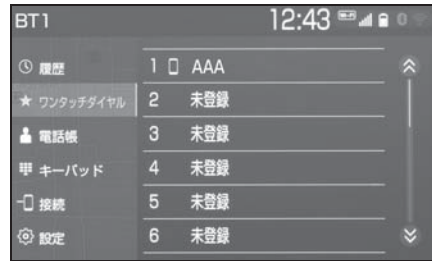 BT1 12:43
履歴
ワンタッチダイヤル
電話帳
キーパッド
接続
設定
1 AAA
2 未登録
3 未登録
4 未登録
5 未登録
6 未登録